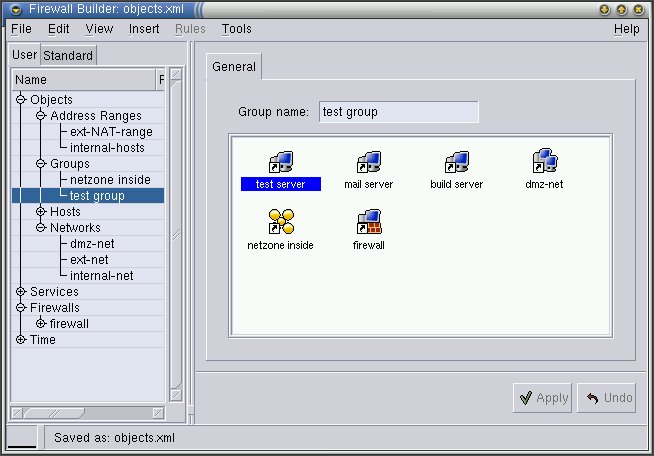 Firewall Builder: objects.xml
File Edit View Insert Rules Tools Help
User Standard
Name F
Objects
Address Ranges
ext-NAT-range
internal-hosts
Groups
netzone inside
test group
Hosts
Networks
dmz-net
ext-net
internal-net
Services
Firewalls
firewall
Time
General
Group name: test group
test server mail server build server dmz-net
netzone inside firewall
Apply Undo
Saved as: objects.xml